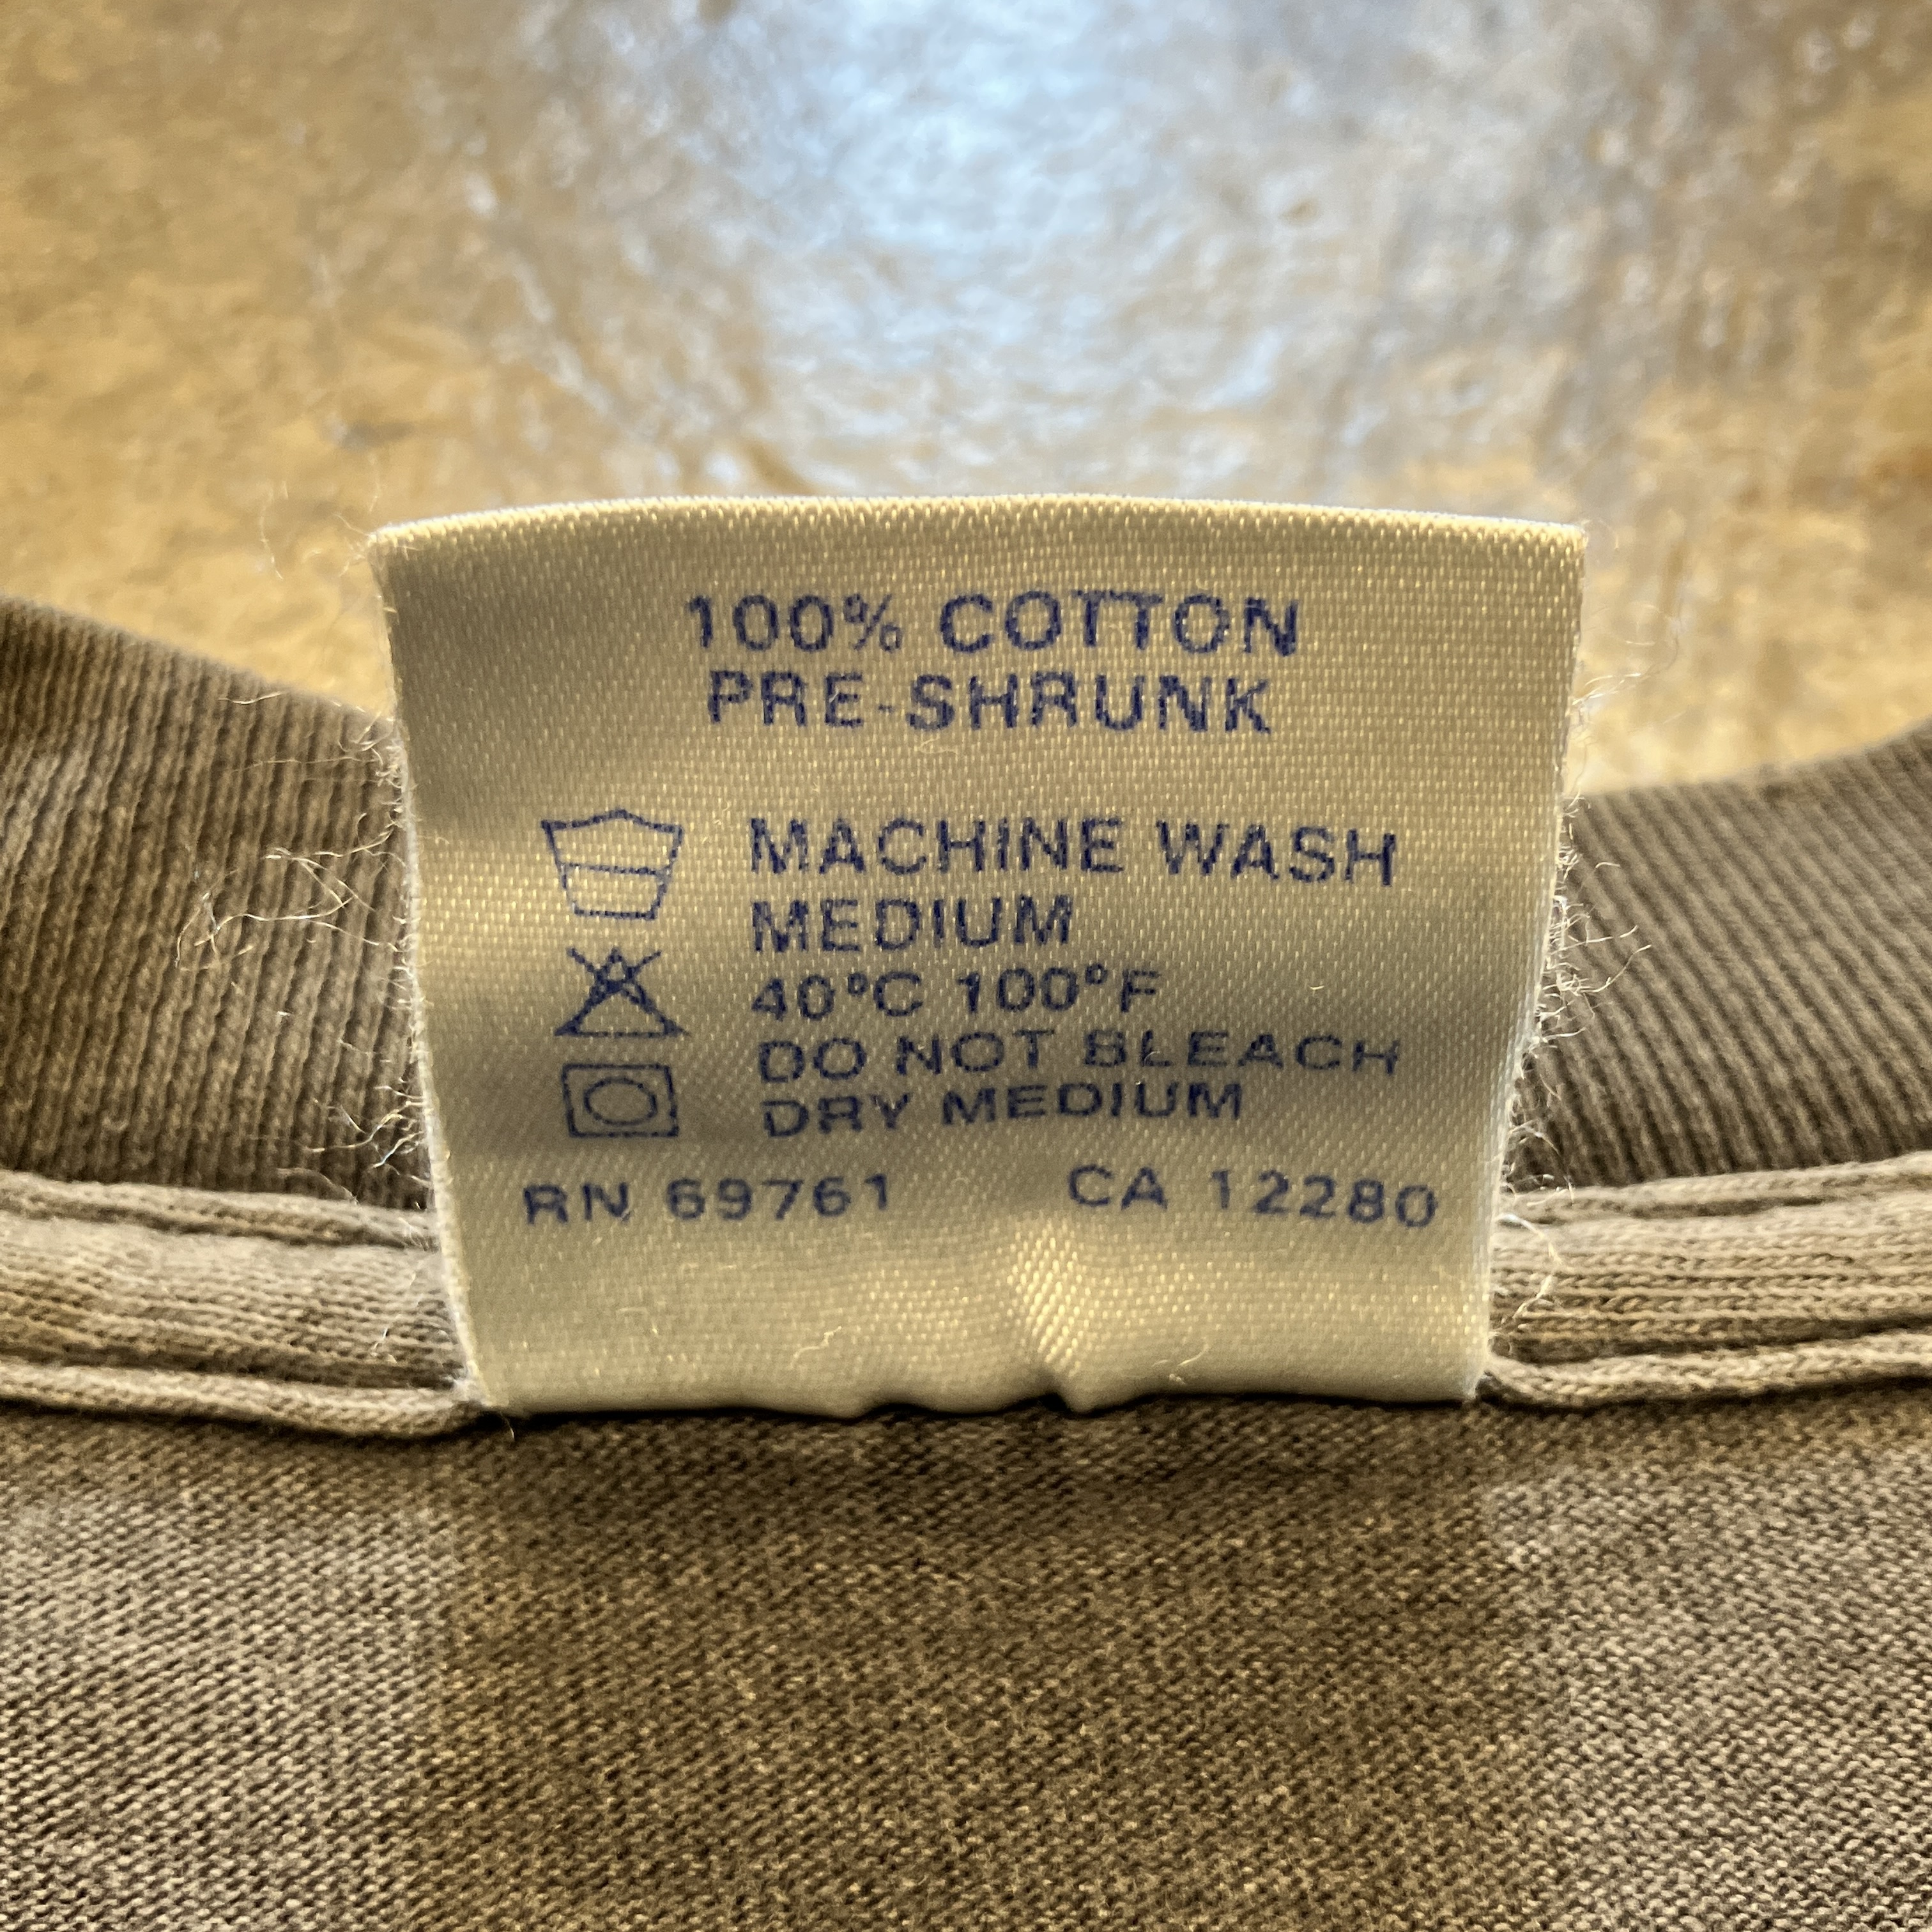 100% COTTON
PRE-SHRUNK
MACHINE WASH
MEDIUM
40°C 100°F
DO NOT BLEACH
DRY MEDIUM
RN 69761 CA 12280